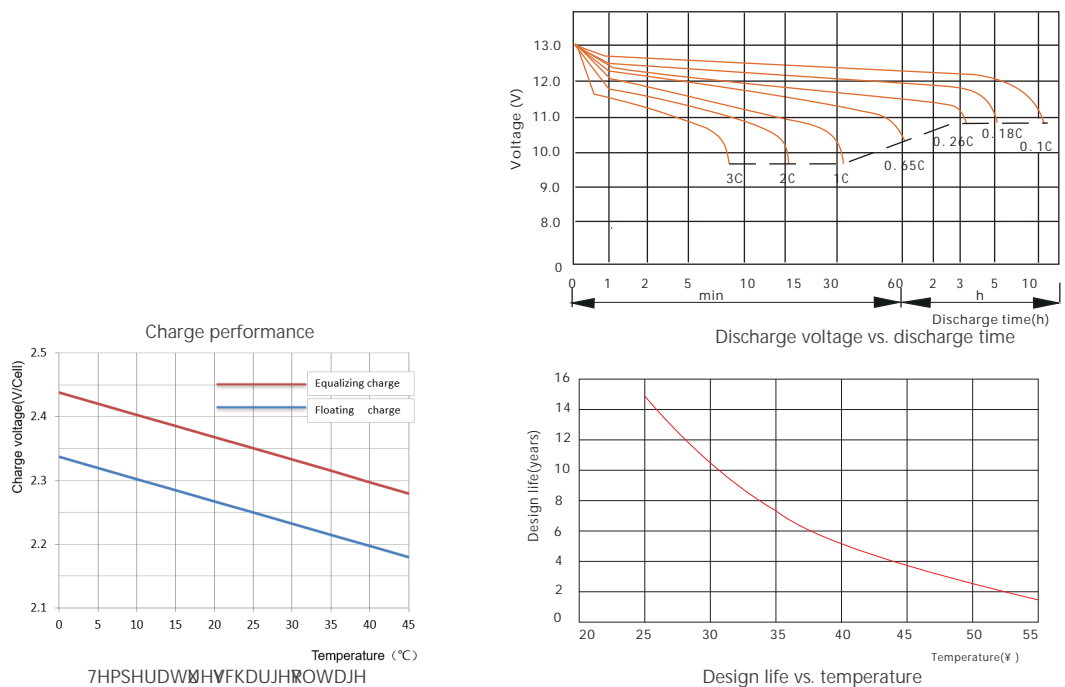 13.0
12.0
11.0
10.0
9.0
8.0
0
Voltage (V)
3C 2C 1C 0.65C 0.26C 0.18C 0.1C
0 1 2 5 10 15 30 60 2 3 5 10
min h
Discharge time(h)
Discharge voltage vs. discharge time
Charge performance
2.5
2.4
2.3
2.2
2.1
Charge voltage(V/Cell)
Equalizing charge
Floating charge
0 5 10 15 20 25 30 35 40 45
Temperature (℃)
16
14
12
10
8
6
4
2
0
Design life(years)
20 25 30 35 40 45 50 55
Temperature(¥ )
Design life vs. temperature